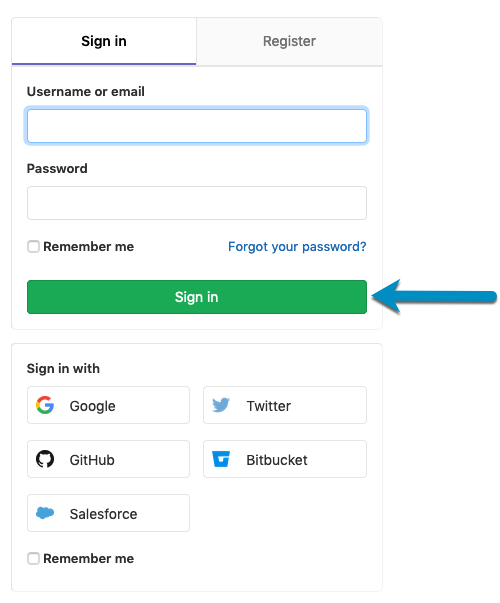 Sign in Register
Username or email
Password
Remember me Forgot your password?
Sign in
Sign in with
Google Twitter
GitHub Bitbucket
Salesforce
Remember me